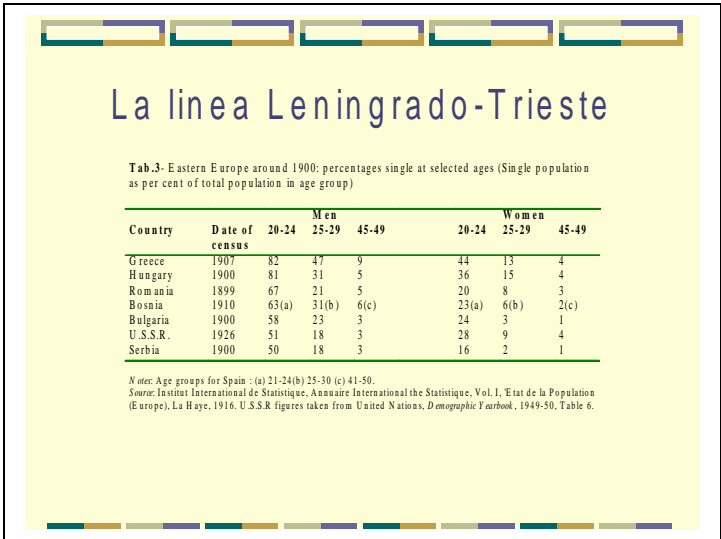 La linea Leningrado-Trieste
Tab.3- Eastern Europe around 1900: percentages single at selected ages (Single population
as per cent of total population in age group)
Men Women
Country Date of 20-24 25-29 45-49 20-24 25-29 45-49
census
Greece 1907 82 47 9 44 13 4
Hungary 1900 81 31 5 36 15 4
Romania 1899 67 21 5 20 8 3
Bosnia 1910 63(a) 31(b) 6(c) 23(a) 6(b) 2(c)
Bulgaria 1900 58 23 3 24 3 1
U.S.S.R. 1926 51 18 3 28 9 4
Serbia 1900 50 18 3 16 2 1
Notes: Age groups for Spain : (a) 21-24(b) 25-30 (c) 41-50.
Source: Institut International de Statistique, Annuaire International the Statistique, Vol. I, 'Etat de la Population
(Europe), La Haye, 1916. U.S.S.R figures taken from United Nations, Demographic Yearbook, 1949-50, Table 6.